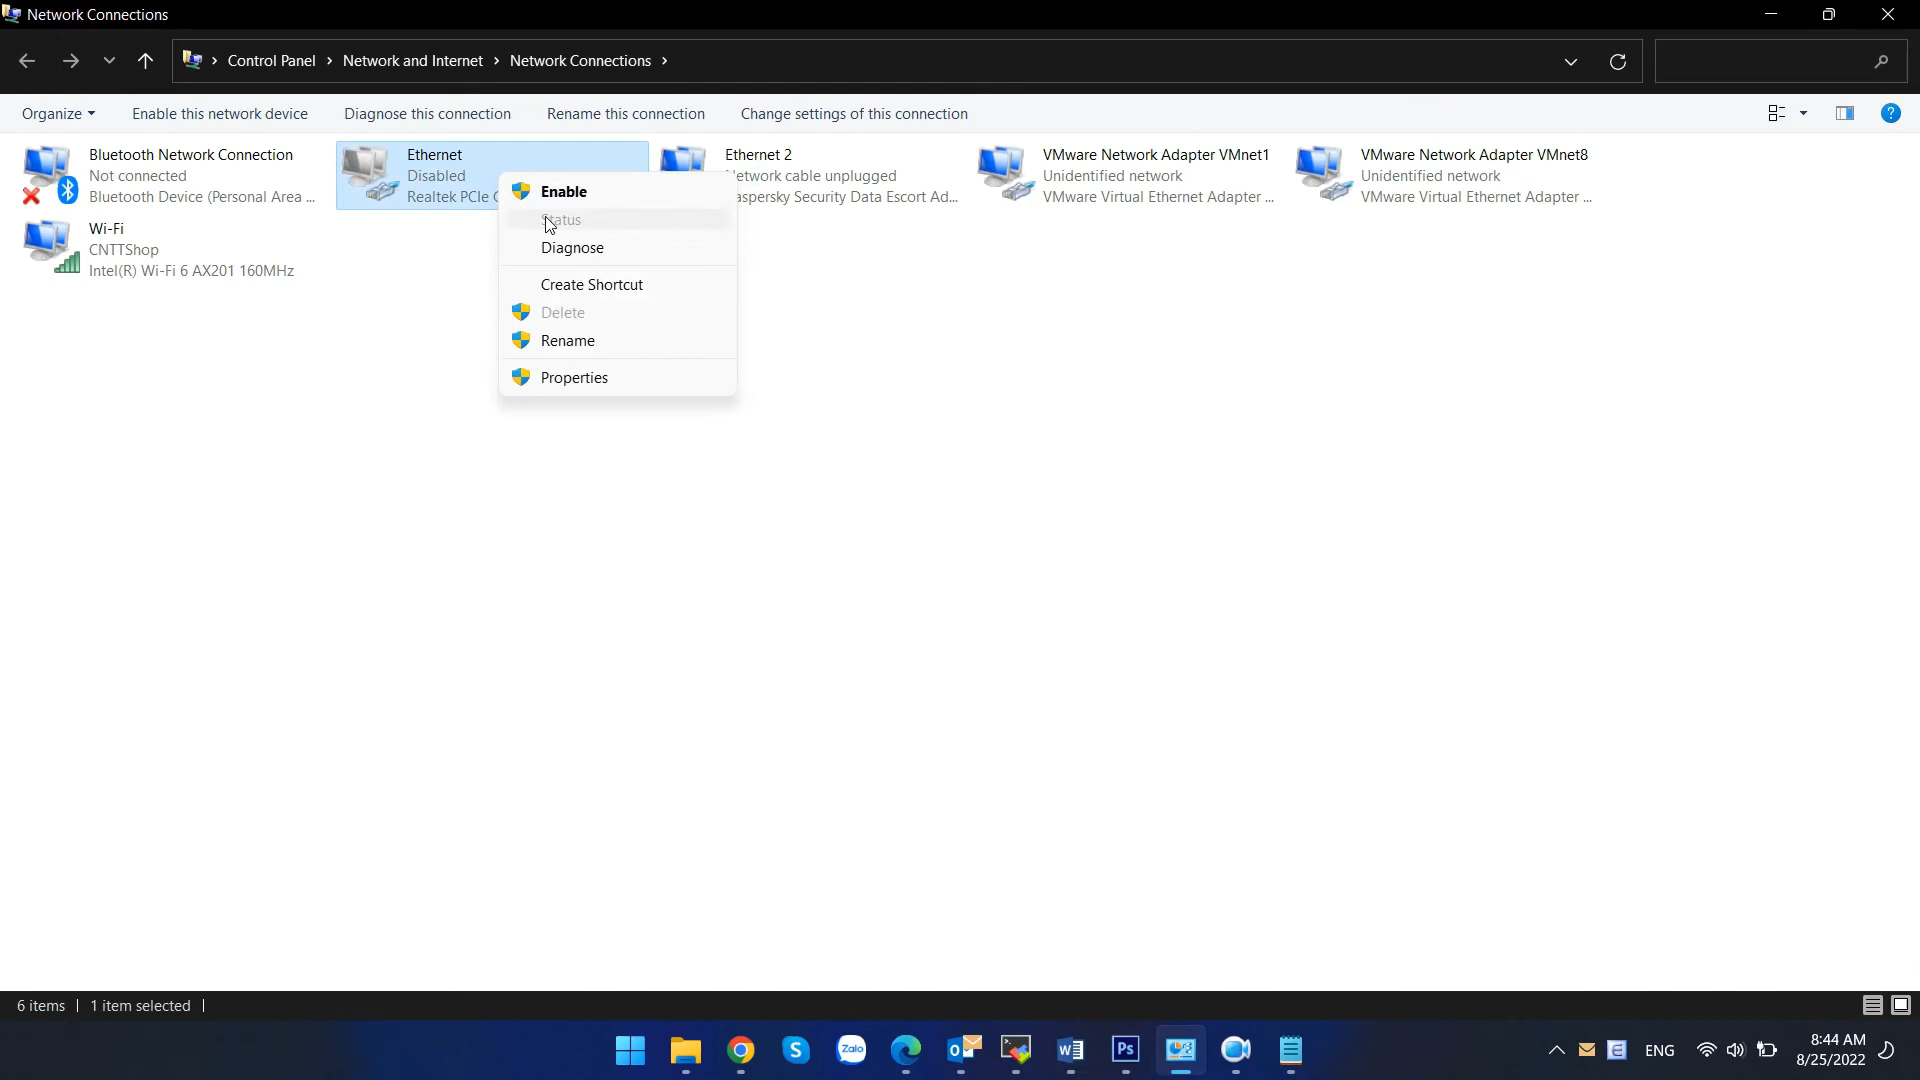 Network Connections
Control Panel > Network and Internet > Network Connections >
Organize Enable this network device Diagnose this connection Rename this connection Change settings of this connection
Bluetooth Network Connection
Not connected
Bluetooth Device (Personal Area ...
Ethernet
Disabled
Realtek PCIe
Ethernet 2
Network cable unplugged
aspersky Security Data Escort Ad...
VMware Network Adapter VMnet1
Unidentified network
VMware Virtual Ethernet Adapter ...
VMware Network Adapter VMnet8
Unidentified network
VMware Virtual Ethernet Adapter ...
Wi-Fi
CNTTShop
Intel(R) Wi-Fi 6 AX201 160MHz
Enable
Status
Diagnose
Create Shortcut
Delete
Rename
Properties
6 items | 1 item selected |
Zalo
Ps
ENG
8:44 AM
8/25/2022